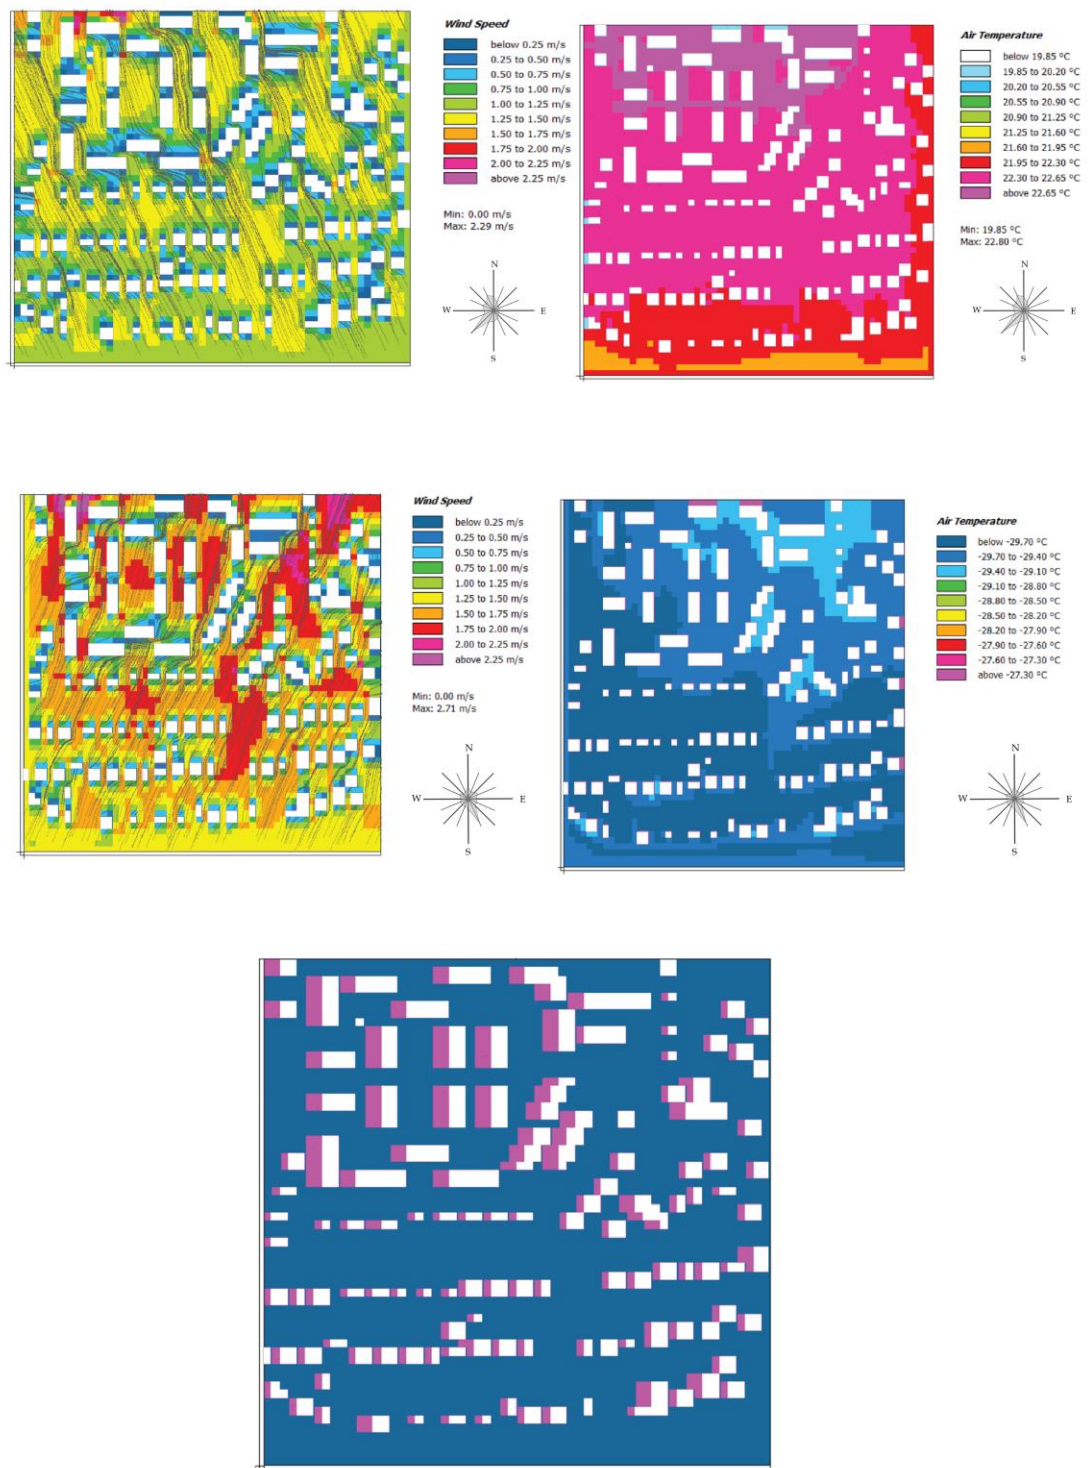 Wind Speed
below 0.25 m/s
0.25 to 0.50 m/s
0.50 to 0.75 m/s
0.75 to 1.00 m/s
1.00 to 1.25 m/s
1.25 to 1.50 m/s
1.50 to 1.75 m/s
1.75 to 2.00 m/s
2.00 to 2.25 m/s
above 2.25 m/s
Min: 0.00 m/s
Max: 2.29 m/s
N
W
E
S
Air Temperature
below 19.85 °C
19.85 to 20.20 °C
20.20 to 20.55 °C
20.55 to 20.90 °C
20.90 to 21.25 °C
21.25 to 21.60 °C
21.60 to 21.95 °C
21.95 to 22.30 °C
22.30 to 22.65 °C
above 22.65 °C
Min: 19.85 °C
Max: 22.80 °C
N
W
E
S
Wind Speed
below 0.25 m/s
0.25 to 0.50 m/s
0.50 to 0.75 m/s
0.75 to 1.00 m/s
1.00 to 1.25 m/s
1.25 to 1.50 m/s
1.50 to 1.75 m/s
1.75 to 2.00 m/s
2.00 to 2.25 m/s
above 2.25 m/s
Min: 0.00 m/s
Max: 2.71 m/s
N
W
E
S
Air Temperature
below -29.70 °C
-29.70 to -29.40 °C
-29.40 to -29.10 °C
-29.10 to -28.80 °C
-28.80 to -28.50 °C
-28.50 to -28.20 °C
-28.20 to -27.90 °C
-27.90 to -27.60 °C
-27.60 to -27.30 °C
above -27.30 °C
N
W
E
S